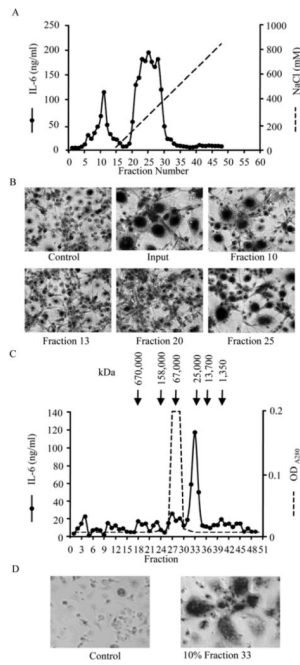 A
250
200
150
100
50
0
IL-6 (ng/ml)
1000
800
600
400
200
0
NaCl (mM)
0 5 10 15 20 25 30 35 40 45 50 55 60
Fraction Number
B
Control Input Fraction 10
Fraction 13 Fraction 20 Fraction 25
C
kDa
670,000
158,000
67,000
25,000
13,700
1,350
140
120
100
80
60
40
20
0
IL-6 (ng/ml)
0.2
0.1
0
OD A280
0 3 6 9 12 15 18 21 24 27 30 33 36 39 42 45 48 51
Fraction
D
Control 10% Fraction 33